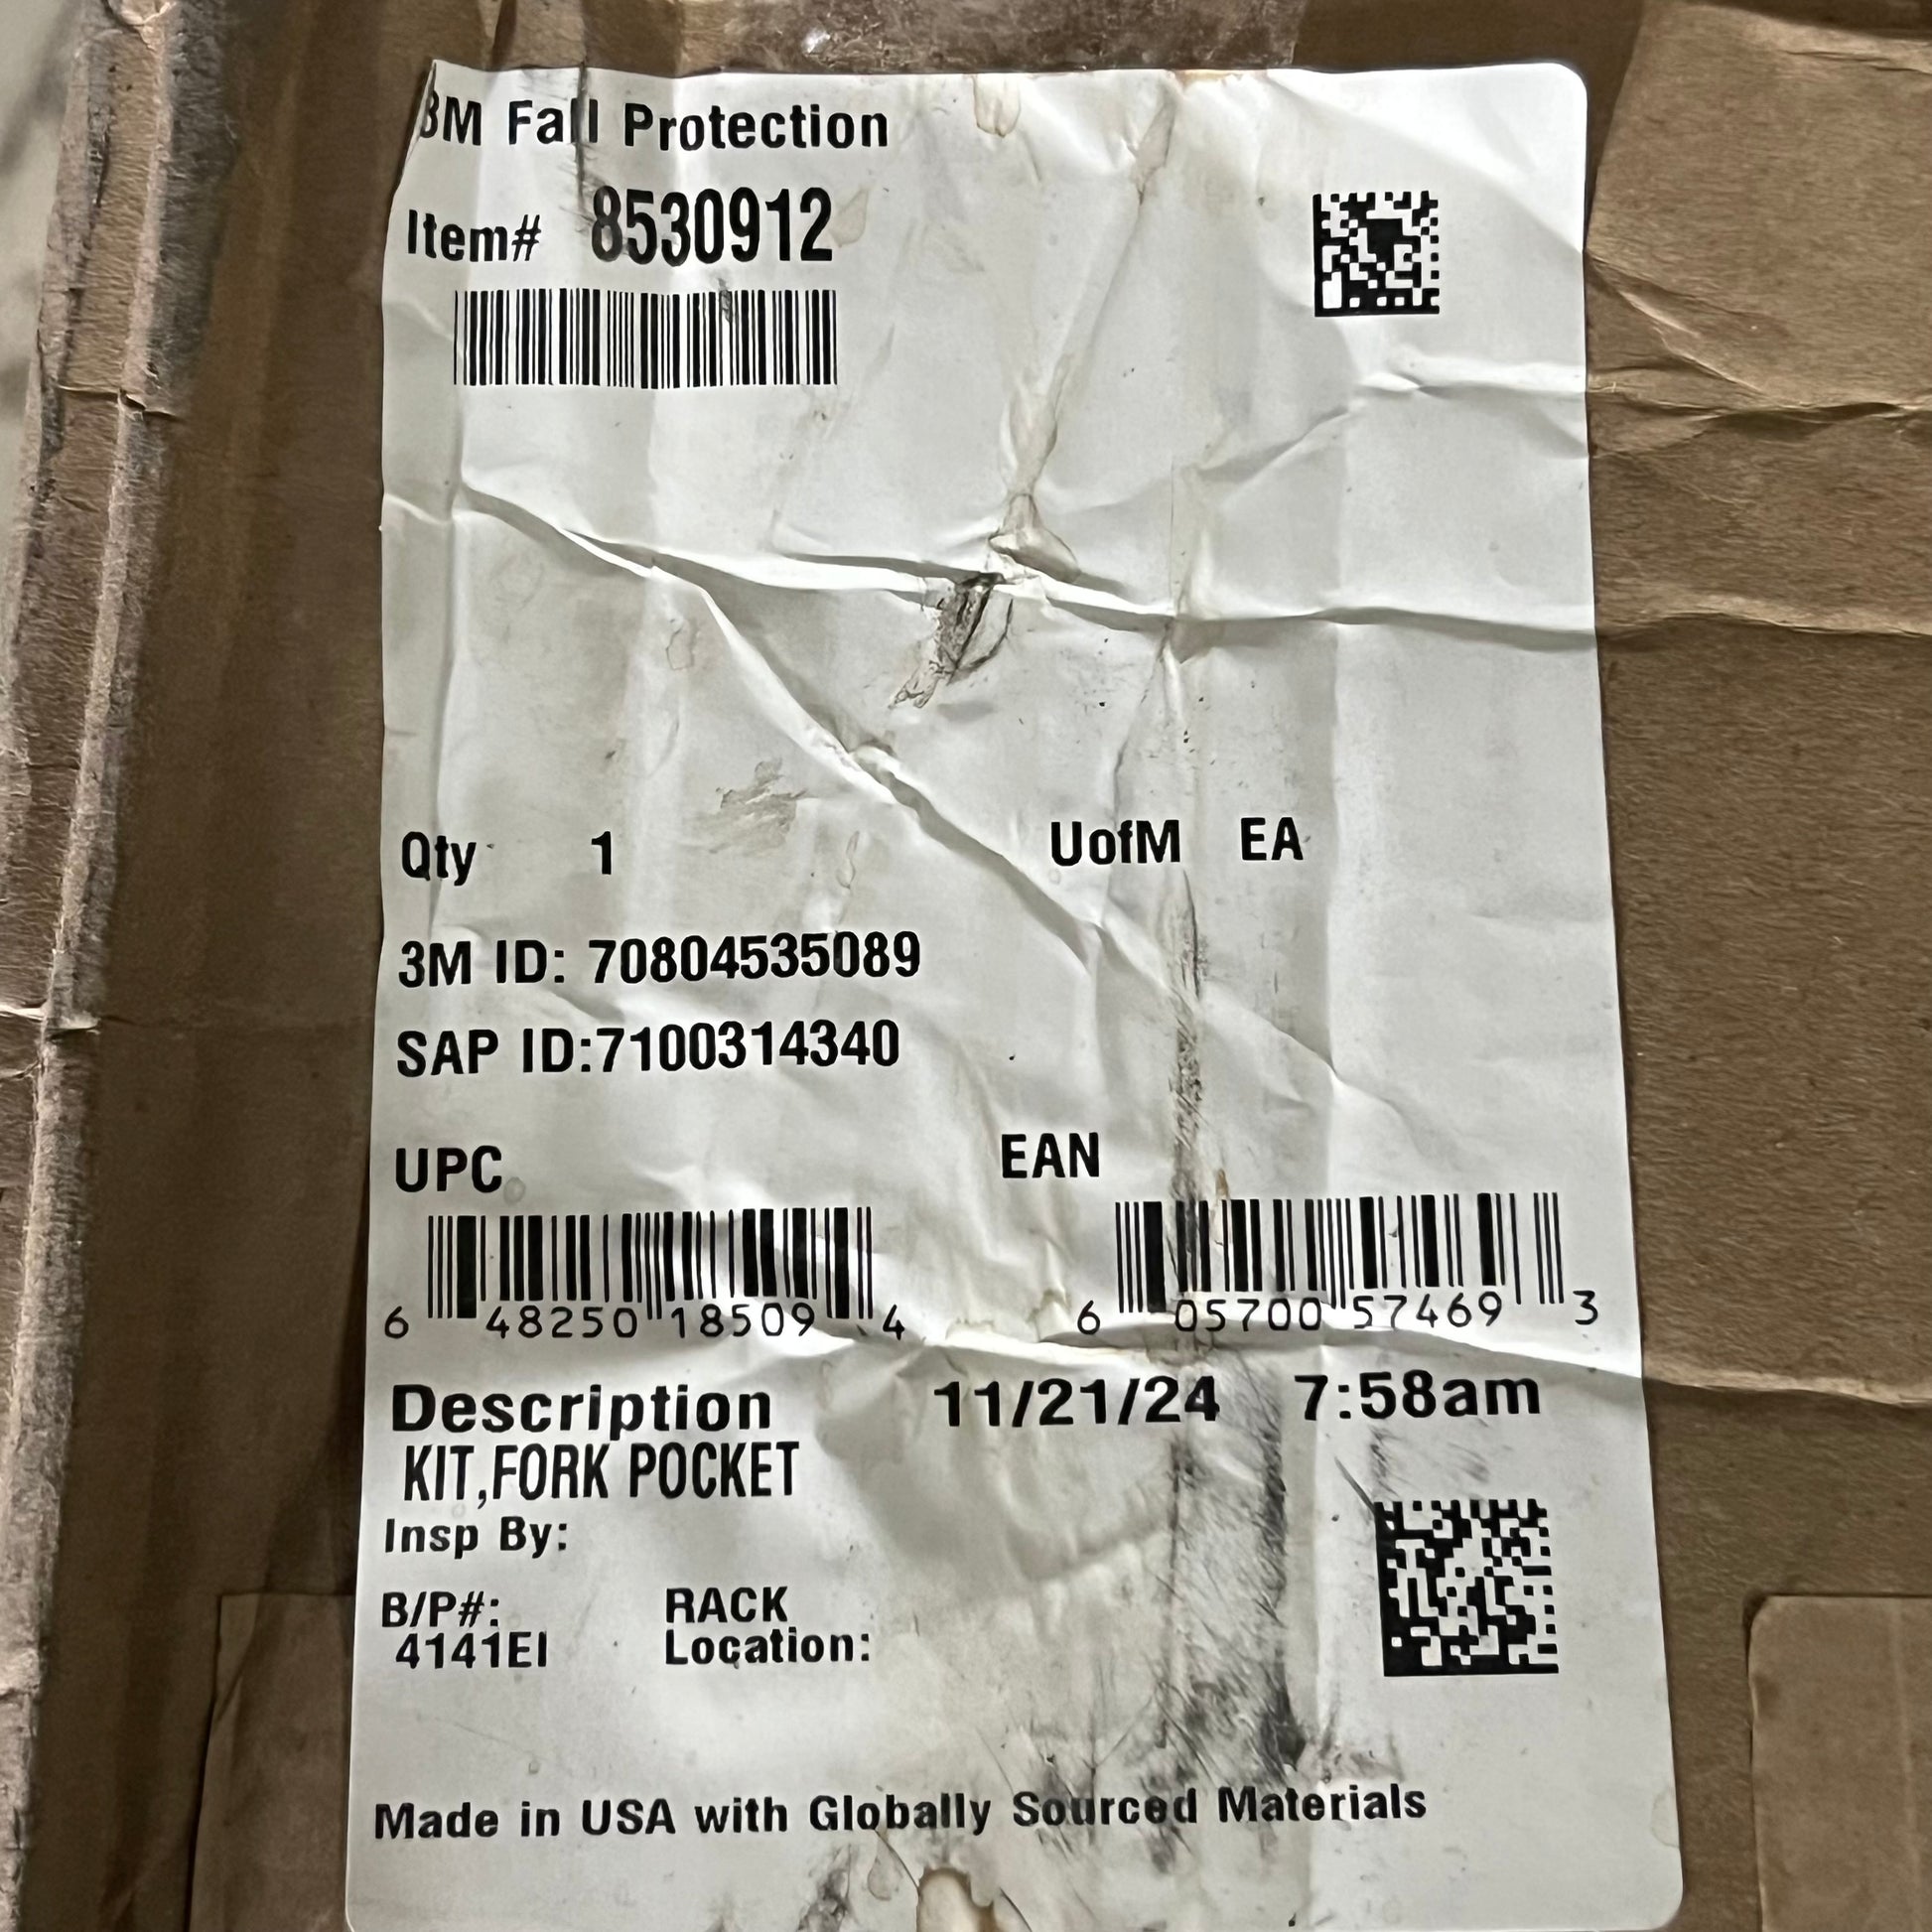 3M Fall Protection
Item# 8530912
Qty 1 UofM EA
3M ID: 70804535089
SAP ID:7100314340
UPC EAN
6 48250 18509 4 6 05700 57469 3
Description 11/21/24 7:58am
KIT,FORK POCKET
Insp By:
B/P#: RACK
4141EI Location:
Made in USA with Globally Sourced Materials